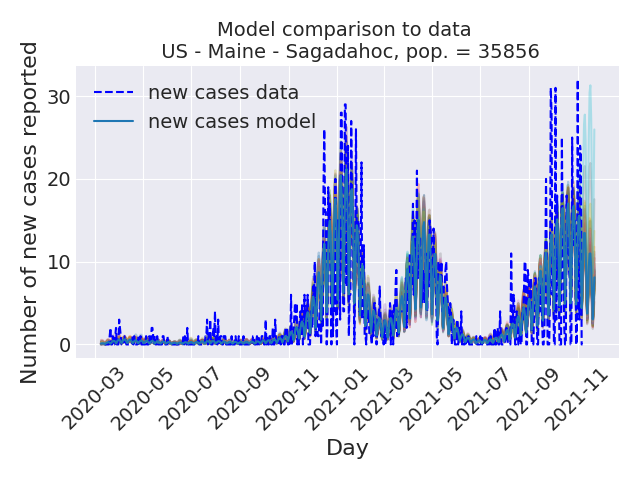 Model comparison to data
US - Maine - Sagadahoc, pop. = 35856
Number of new cases reported
30
20
10
0
new cases data
new cases model
2020-03
2020-05
2020-07
2020-09
2020-11
2021-01
2021-03
2021-05
2021-07
2021-09
2021-11
Day